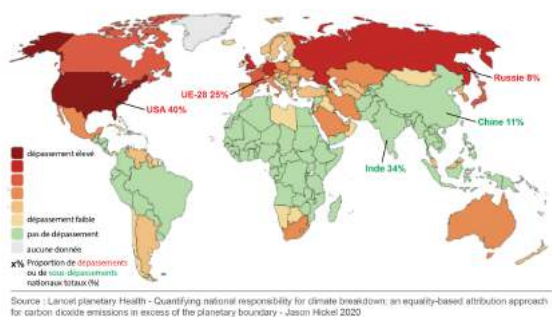 Russie 8%
UE-28 25%
USA 40%
Chine 11%
Inde 34%
dépassement élevé
dépassement faible
pas de dépassement
aucune donnée
x% Proportion de dépassements
ou de sous-dépassements
nationaux totaux (%)
Source : Lancet planetary Health - Quantifying national responsibility for climate breakdown: an equality-based attribution approach
for carbon dioxide emissions in excess of the planetary boundary - Jason Hickel 2020